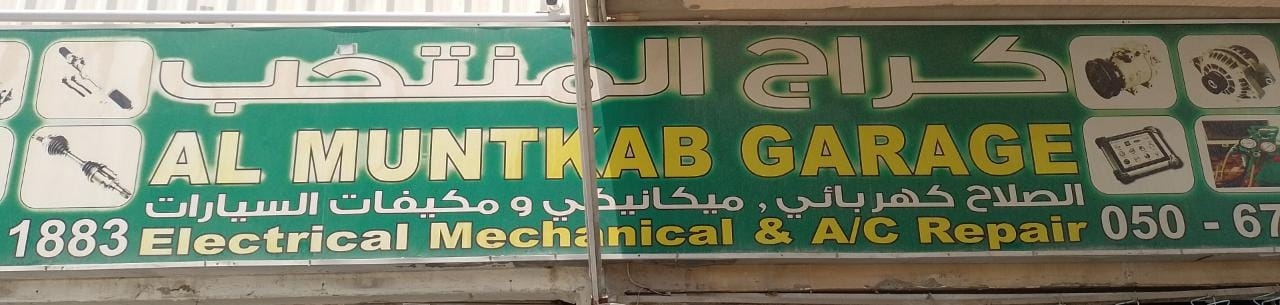 كراج المنتخب
AL MUNTKAB GARAGE
الصلاح كهربائي , ميكانيكي و مكيفات السيارات
1883 Electrical Mechanical & A/C Repair 050 - 67